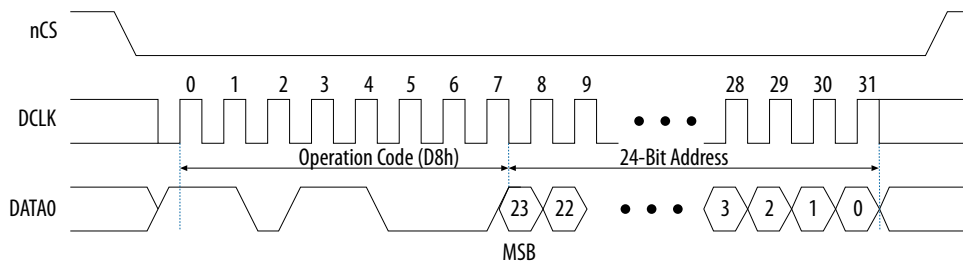 nCS
0 1 2 3 4 5 6 7 8 9 28 29 30 31
DCLK
Operation Code (D8h) 24-Bit Address
DATA0 23 22 3 2 1 0
MSB